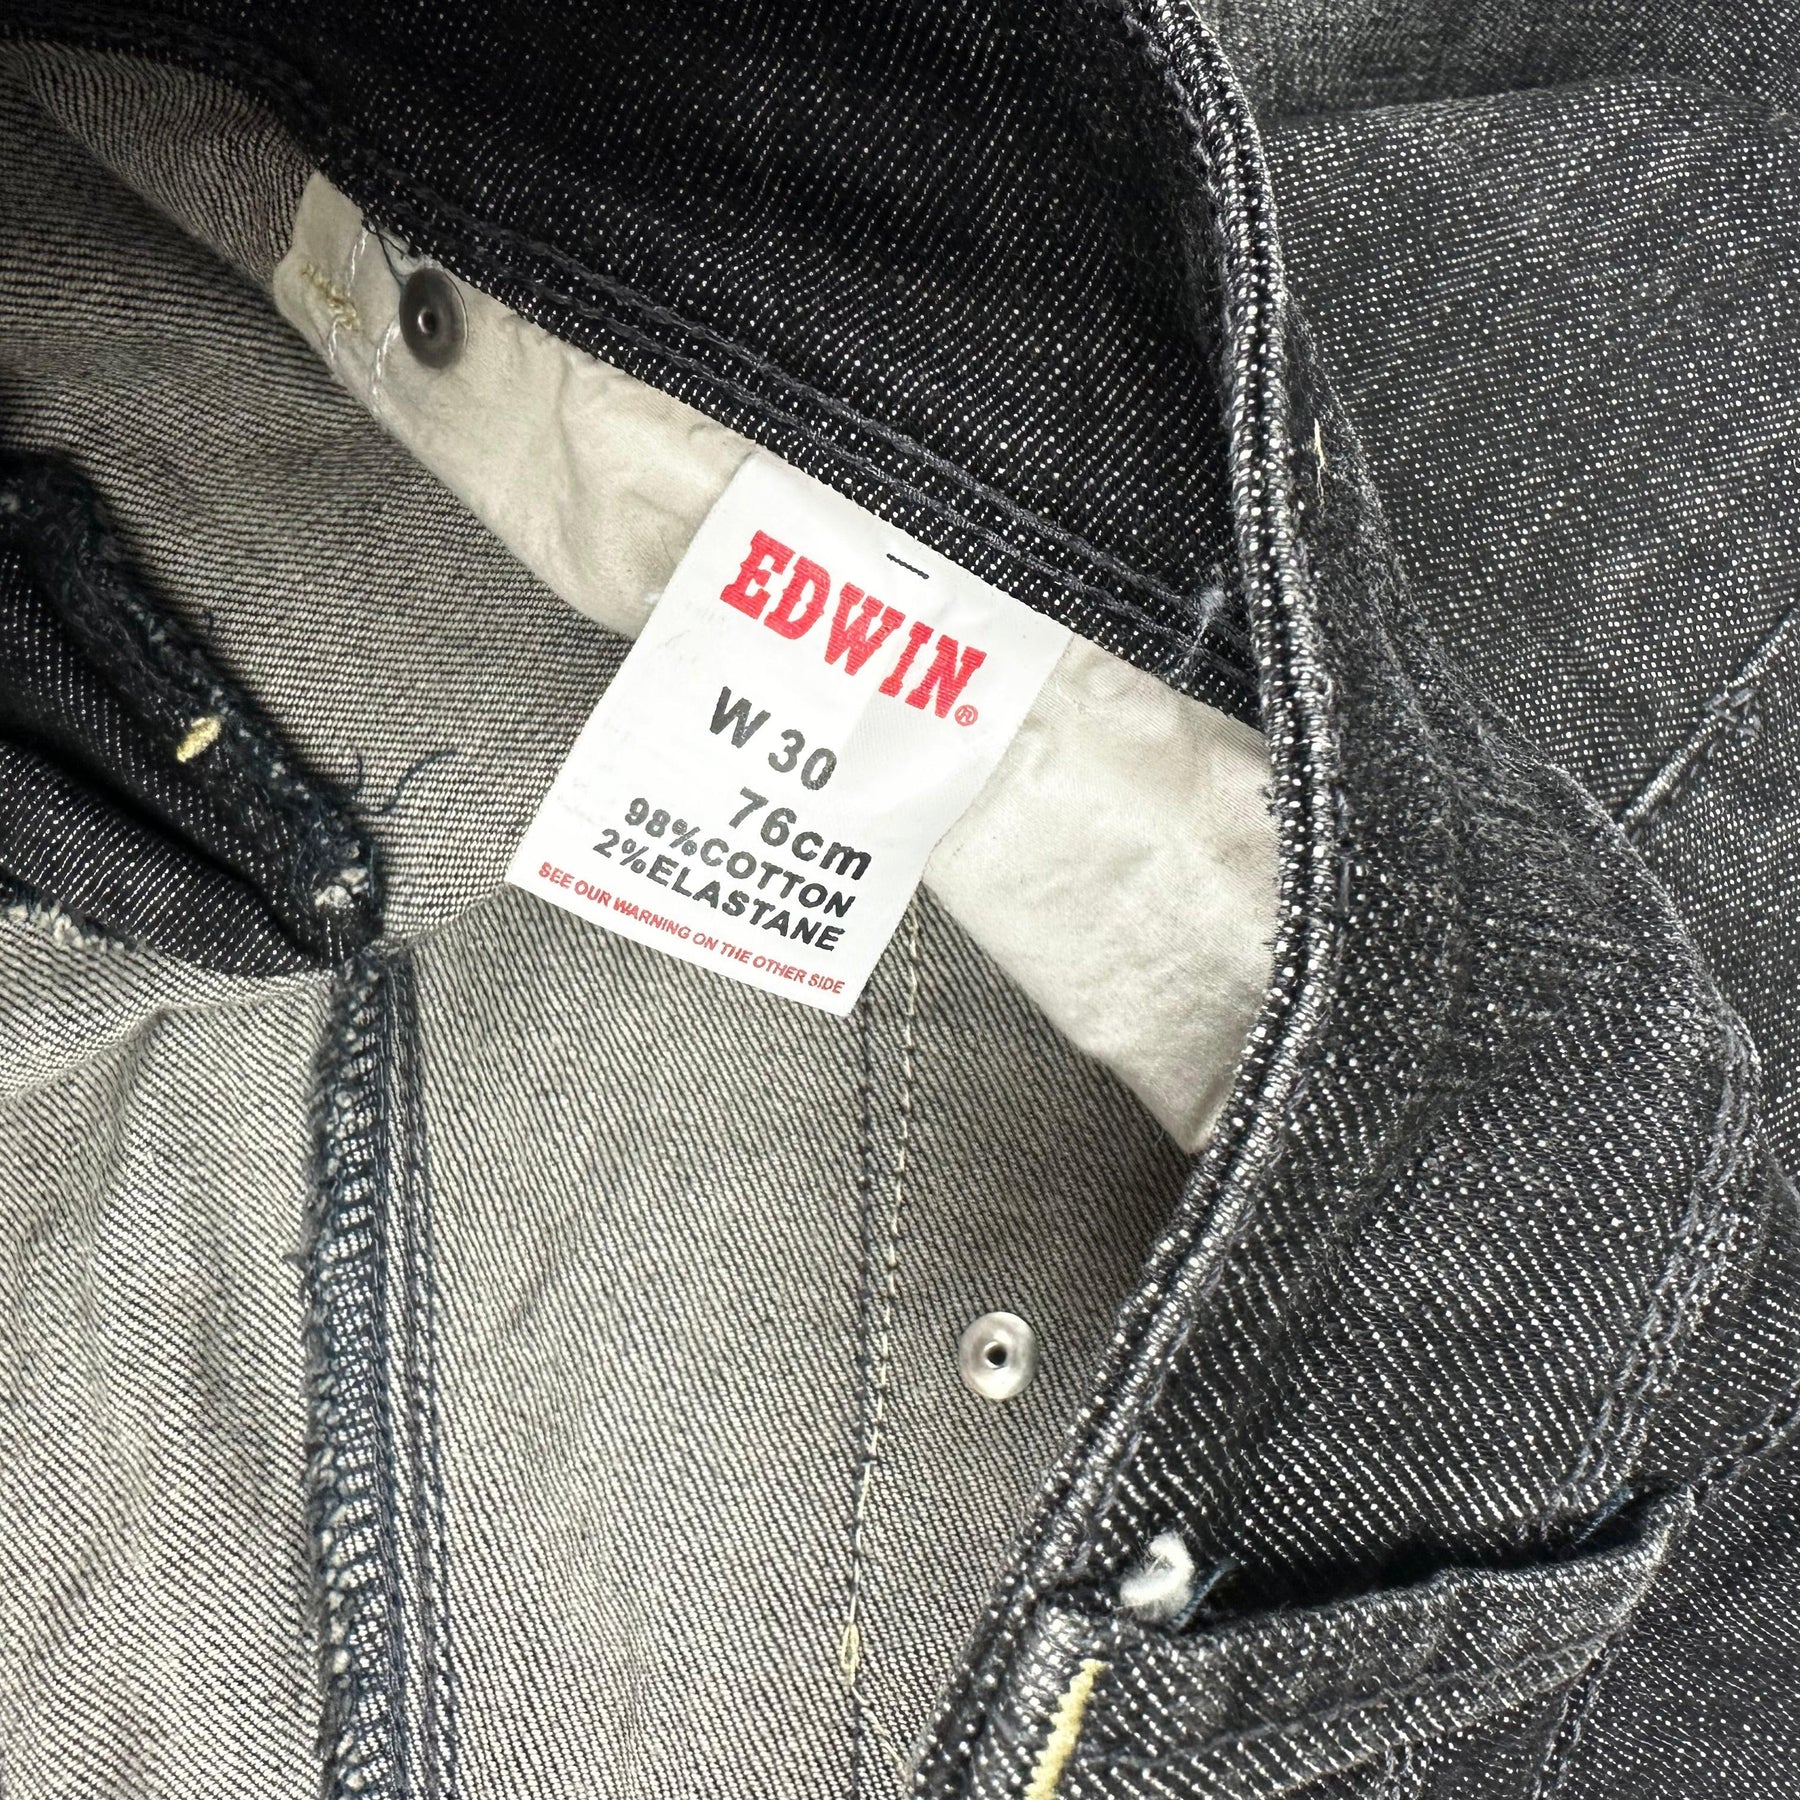 EDWIN®
W 30
76cm
98%COTTON
2%ELASTANE
SEE OUR WARNING ON THE OTHER SIDE